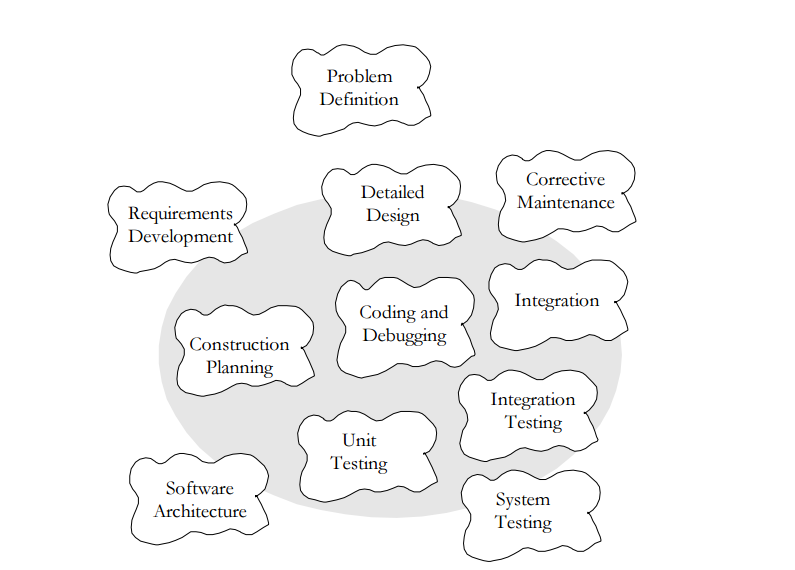 Problem
Definition
Detailed
Design
Corrective
Maintenance
Requirements
Development
Integration
Coding and
Debugging
Construction
Planning
Integration
Testing
Unit
Testing
Software
Architecture
System
Testing